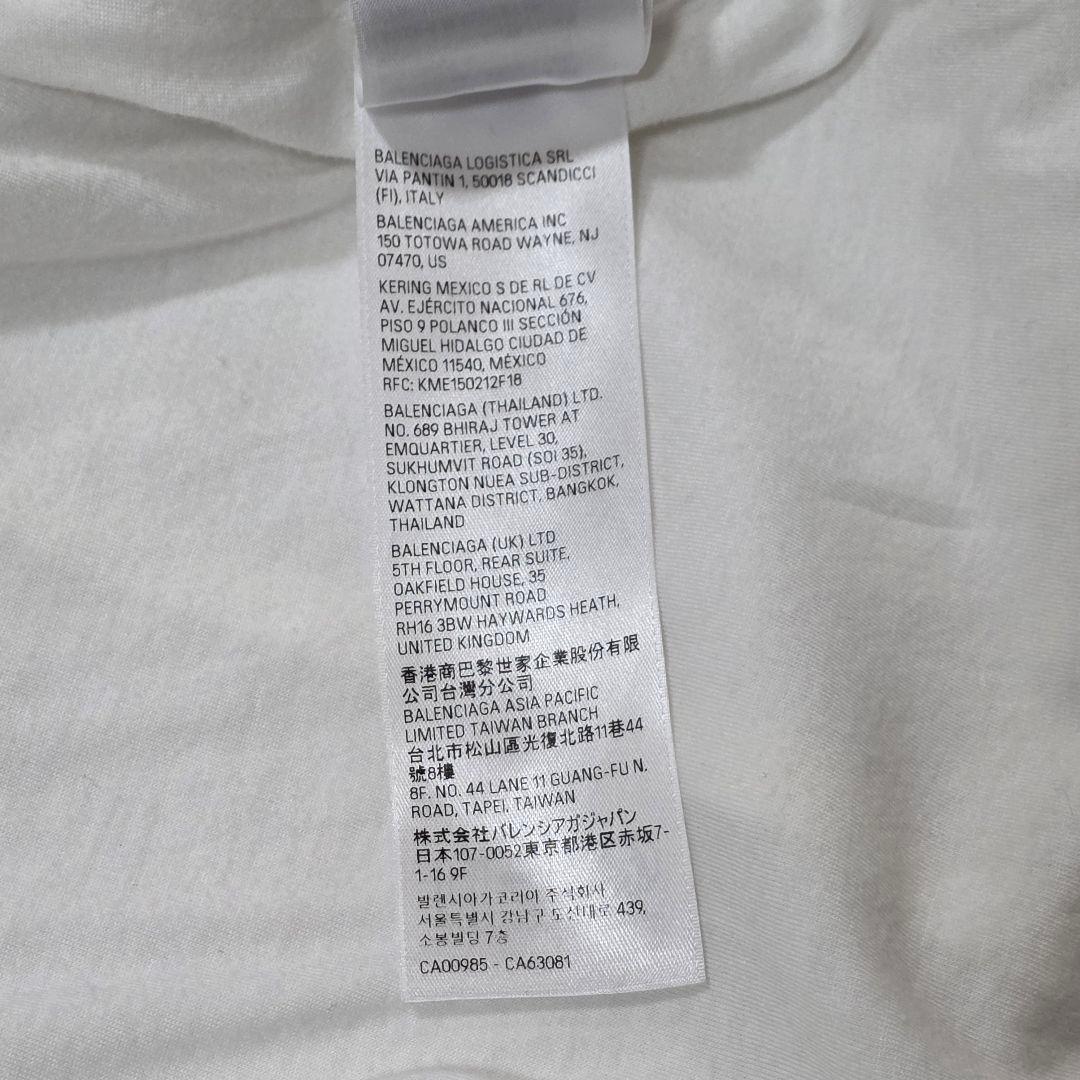 BALENCIAGA LOGISTICA SRL
VIA PANTIN 1, 50018 SCANDICCI
(FI), ITALY
BALENCIAGA AMERICA INC
150 TOTOWA ROAD WAYNE, NJ
07470, US
KERING MEXICO S DE RL DE CV
AV. EJÉRCITO NACIONAL 676,
PISO 9 POLANCO III SECCIÓN
MIGUEL HIDALGO CIUDAD DE
MÉXICO 11540, MÉXICO
RFC: KME150212F18
BALENCIAGA (THAILAND) LTD.
NO. 689 BHIRAJ TOWER AT
EMQUARTIER, LEVEL 30,
SUKHUMVIT ROAD (SOI 35),
KLONGTON NUEA SUB-DISTRICT,
WATTANA DISTRICT, BANGKOK,
THAILAND
BALENCIAGA (UK) LTD
5TH FLOOR, REAR SUITE,
OAKFIELD HOUSE, 35
PERRYMOUNT ROAD
RH16 3BW HAYWARDS HEATH,
UNITED KINGDOM
香港商巴黎世家企業股份有限
公司台灣分公司
BALENCIAGA ASIA PACIFIC
LIMITED TAIWAN BRANCH
台北市松山區光復北路11巷44
號8樓
8F. NO. 44 LANE 11 GUANG-FU N.
ROAD, TAPEI, TAIWAN
株式会社バレンシアガジャパン
日本107-0052東京都港区赤坂7-
1-16 9F
발렌시아가코리아 주식회사
서울특별시 강남구 도산대로 439,
소봉빌딩 7층
CA00985 - CA63081